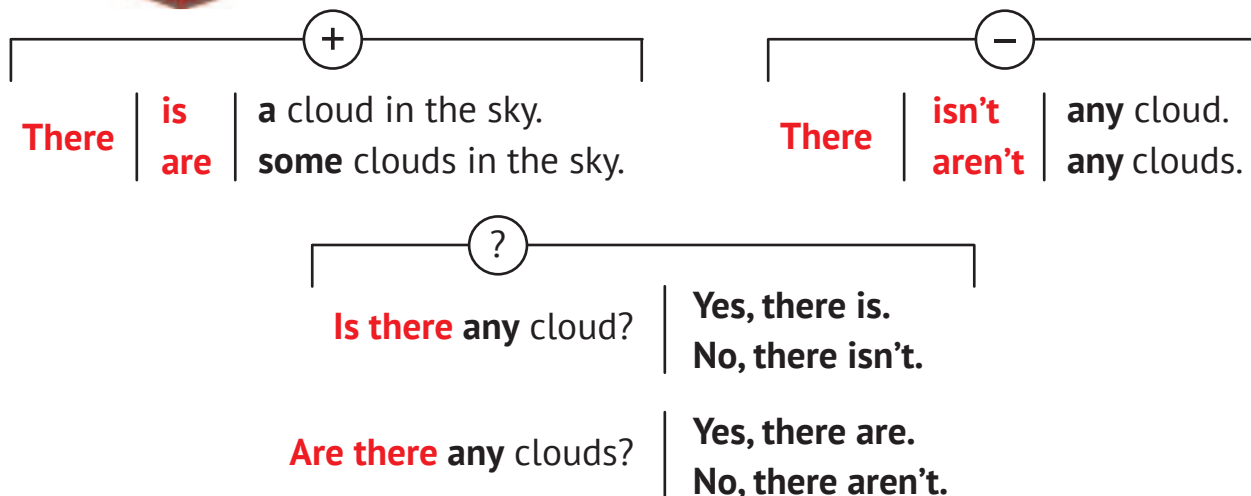 +
There is a cloud in the sky.
are some clouds in the sky.
–
There isn’t any cloud.
aren’t any clouds.
?
Is there any cloud? Yes, there is.
No, there isn’t.
Are there any clouds? Yes, there are.
No, there aren’t.